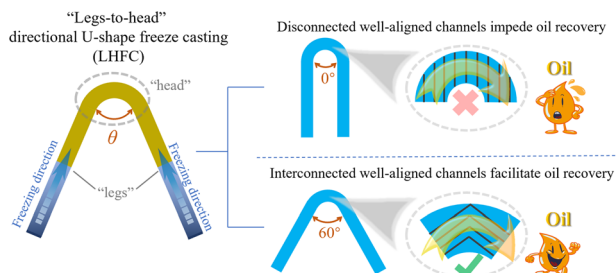 “Legs-to-head”
directional U-shape freeze casting
(LHFC)
“head”
θ
“legs”
Freezing direction
Freezing direction
Disconnected well-aligned channels impede oil recovery
0°
Oil
Interconnected well-aligned channels facilitate oil recovery
60°
Oil